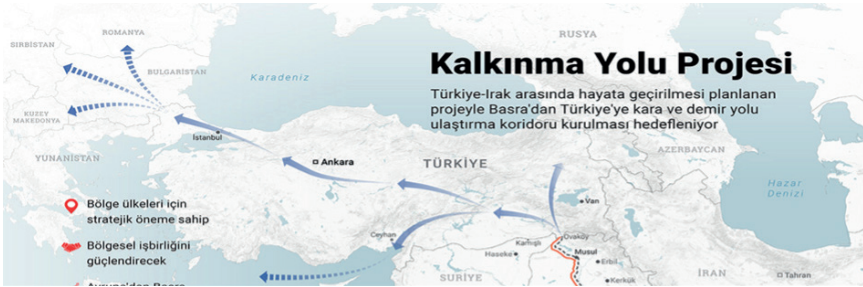 ROMANYA
SIRBİSTAN
BULGARİSTAN
KUZEY
MAKEDONYA
YUNANİSTAN
Karadeniz
RUSYA
Kalkınma Yolu Projesi
Türkiye-Irak arasında hayata geçirilmesi planlanan
projeyle Basra'dan Türkiye'ye kara ve demir yolu
ulaştırma koridoru kurulması hedefleniyor
İstanbul
Ankara
TÜRKİYE
AZERBAYCAN
Hazar
Denizi
Van
Bölge ülkeleri için
stratejik öneme sahip
Ceyhan
Ovaköy
Kamışlı
Musul
Bölgesel işbirliğini
güçlendirecek
Haseke
Erbil
SURİYE
Kerkük
İRAN
Tahran
Avrupa'dan Basra